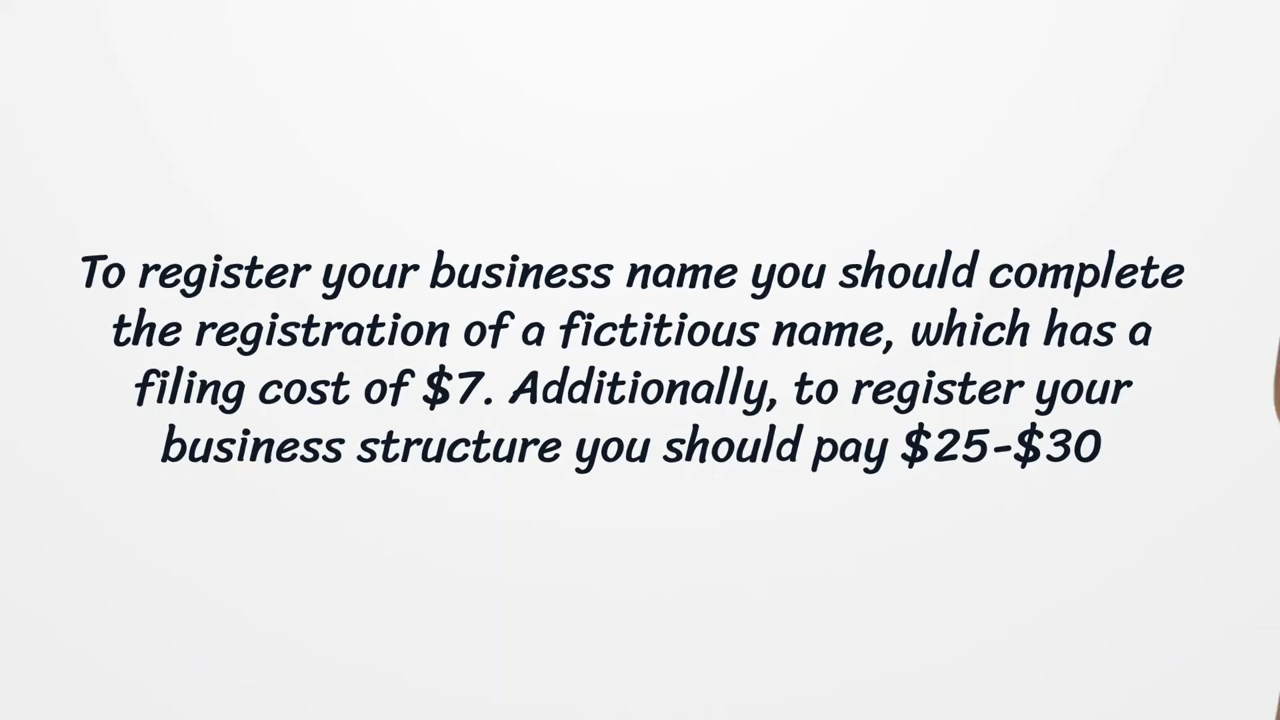 To register your business name you should complete
the registration of a fictitious name, which has a
filing cost of $7. Additionally, to register your
business structure you should pay $25-$30